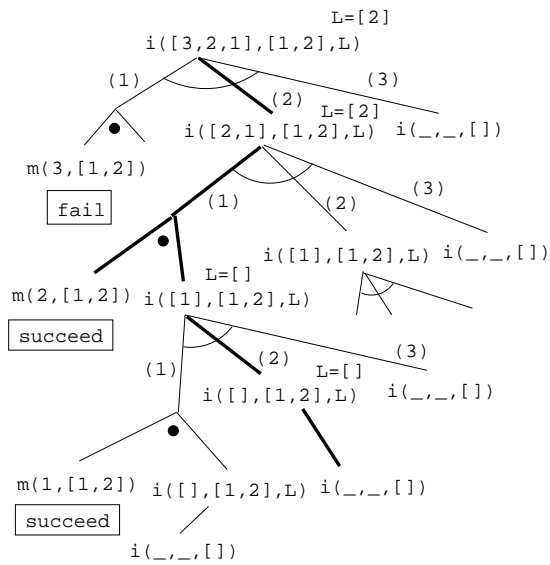 L=[2]
i([3,2,1],[1,2],L)
(1)
(2)
(3)
L=[2]
i([2,1],[1,2],L)
i(_,_,[])
m(3,[1,2])
fail
(1)
(2)
(3)
i([1],[1,2],L)
i(_,_,[])
L=[]
m(2,[1,2])
i([1],[1,2],L)
succeed
(1)
(2)
(3)
L=[]
i([],[1,2],L)
i(_,_,[])
m(1,[1,2])
i([],[1,2],L)
i(_,_,[])
succeed
i(_,_,[])